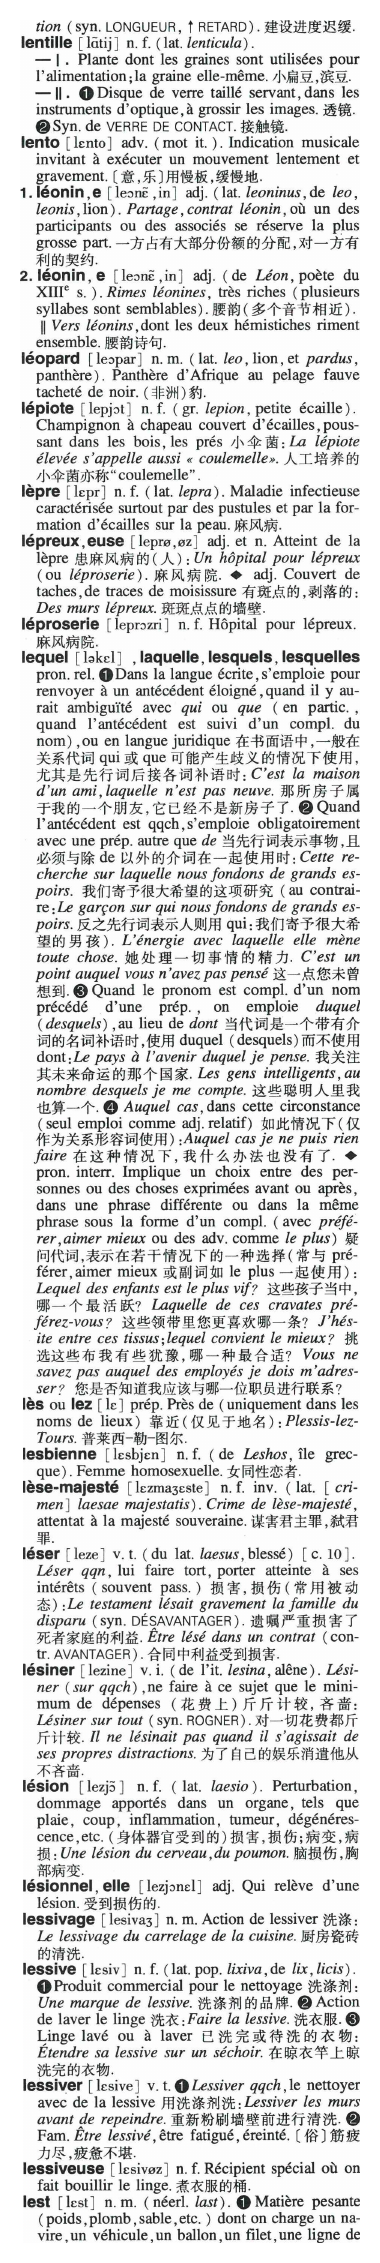 tion (syn. LONGUEUR, ↑ RETARD). 建设进度迟缓.
lentille [lɑ̃tij] n. f. (lat. lenticula).
— I. Plante dont les graines sont utilisées pour
l'alimentation; la graine elle-même. 小扁豆,滨豆.
— II. ❶ Disque de verre taillé servant, dans les
instruments d'optique, à grossir les images. 透镜.
❷ Syn. de VERRE DE CONTACT. 接触镜.
lento [lɛnto] adv. (mot it.). Indication musicale
invitant à exécuter un mouvement lentement et
gravement. 〔意,乐〕用慢板,缓慢地.
1. léonin, e [leɔnɛ̃, in] adj. (lat. leoninus, de leo,
leonis, lion). Partage, contrat léonin, où un des
participants ou des associés se réserve la plus
grosse part. 一方占有大部分份额的分配,对一方有
利的契约.
2. léonin, e [leɔnɛ̃, in] adj. (de Léon, poète du
XIIIe s.). Rimes léonines, très riches (plusieurs
syllabes sont semblables). 腰韵(多个音节相近).
‖ Vers léonins, dont les deux hémistiches riment
ensemble. 腰韵诗句.
léopard [leɔpar] n. m. (lat. leo, lion, et pardus,
panthère). Panthère d'Afrique au pelage fauve
tacheté de noir. (非洲)豹.
lépiote [lepjɔt] n. f. (gr. lepion, petite écaille).
Champignon à chapeau couvert d'écailles, pous-
sant dans les bois, les prés 小伞菌: La lépiote
élevée s'appelle aussi « coulemelle». 人工培养的
小伞菌亦称“coulemelle”.
lèpre [lɛpr] n. f. (lat. lepra). Maladie infectieuse
caractérisée surtout par des pustules et par la for-
mation d'écailles sur la peau. 麻风病.
lépreux, euse [leprø, øz] adj. et n. Atteint de la
lèpre 患麻风病的(人): Un hôpital pour lépreux
(ou léproserie). 麻风病院. ◆ adj. Couvert de
taches, de traces de moisissure 有斑点的,剥落的:
Des murs lépreux. 斑斑点点的墙壁.
léproserie [leprɔzri] n. f. Hôpital pour lépreux.
麻风病院.
lequel [ləkɛl] , laquelle, lesquels, lesquelles
pron. rel. ❶ Dans la langue écrite, s'emploie pour
renvoyer à un antécédent éloigné, quand il y au-
rait ambiguïté avec qui ou que (en partic.,
quand l'antécédent est suivi d'un compl. du
nom), ou en langue juridique 在书面语中,一般在
关系代词 qui 或 que 可能产生歧义的情况下使用,
尤其是先行词后接各词补语时: C'est la maison
d'un ami, laquelle n'est pas neuve. 那所房子属
于我的一个朋友,它已经不是新房子了. ❷ Quand
l'antécédent est qqch, s'emploie obligatoirement
avec une prép. autre que de 当先行词表示事物,且
必须与除 de 以外的介词在一起使用时: Cette re-
cherche sur laquelle nous fondons de grands es-
poirs. 我们寄予很大希望的这项研究 (au contrai-
re: Le garçon sur qui nous fondons de grands es-
poirs. 反之先行词表示人则用 qui:我们寄予很大希
望的男孩). L'énergie avec laquelle elle mène
toute chose. 她处理一切事情的精力. C'est un
point auquel vous n'avez pas pensé 这一点您未曾
想到. ❸ Quand le pronom est compl. d'un nom
précédé d'une prép., on emploie duquel
(desquels), au lieu de dont 当代词是一个带有介
词的名词补语时,使用 duquel (desquels)而不使用
dont: Le pays à l'avenir duquel je pense. 我关注
其未来命运的那个国家. Les gens intelligents, au
nombre desquels je me compte. 这些聪明人里我
也算一个. ❹ Auquel cas, dans cette circonstance
(seul emploi comme adj. relatif) 如此情况下(仅
作为关系形容词使用): Auquel cas je ne puis rien
faire 在这种情况下,我什么办法也没有了. ◆
pron. interr. Implique un choix entre des per-
sonnes ou des choses exprimées avant ou après,
dans une phrase différente ou dans la même
phrase sous la forme d'un compl. (avec préfé-
rer, aimer mieux ou des adv. comme le plus) 疑
问代词,表示在若干情况下的一种选择(常与 pré-
férer, aimer mieux 或副词如 le plus 一起使用):
Lequel des enfants est le plus vif? 这些孩子当中,
哪一个最活跃? Laquelle de ces cravates pré-
férez-vous? 这些领带里您更喜欢哪一条? J'hés-
ite entre ces tissus; lequel convient le mieux? 挑
选这些布我有些犹豫,哪一种最合适? Vous ne
savez pas auquel des employés je dois m'adres-
ser? 您是否知道我应该与哪一位职员进行联系?
lès ou lez [lɛ] prép. Près de (uniquement dans les
noms de lieux) 靠近(仅见于地名): Plessis-lez-
Tours. 普莱西-勒-图尔.
lesbienne [lɛsbjɛn] n. f. (de Leshos, île grec-
que). Femme homosexuelle. 女同性恋者.
lèse-majesté [lɛzmaʒɛste] n. f. inv. (lat. [cri-
men] laesae majestatis). Crime de lèse-majesté,
attentat à la majesté souveraine. 谋害君主罪,弑君
罪.
léser [leze] v. t. (du lat. laesus, blessé) [c. 10].
Léser qqn, lui faire tort, porter atteinte à ses
intérêts (souvent pass.) 损害,损伤(常用被动
态): Le testament lésait gravement la famille du
disparu (syn. DÉSAVANTAGER). 遗嘱严重损害了
死者家庭的利益. Être lésé dans un contrat (con-
tr. AVANTAGER). 合同中利益受到损害.
lésiner [lezine] v. i. (de l'it. lesina, alêne). Lési-
ner (sur qqch), ne faire à ce sujet que le mini-
mum de dépenses (花费上)斤斤计较,吝啬:
Lésiner sur tout (syn. ROGNER). 对一切花费都斤
斤计较. Il ne lésinait pas quand il s'agissait de
ses propres distractions. 为了自己的娱乐消遣他从
不吝啬.
lésion [lezjɔ̃] n. f. (lat. laesio). Perturbation,
dommage apportés dans un organe, tels que
plaie, coup, inflammation, tumeur, dégénéres-
cence, etc. (身体器官受到的)损害,损伤;病变,病
损: Une lésion du cerveau, du poumon. 脑损伤,胸
部病变.
lésionnel, elle [lezjɔnɛl] adj. Qui relève d'une
lésion. 受到损伤的.
lessivage [lesivaʒ] n. m. Action de lessiver 洗涤:
Le lessivage du carrelage de la cuisine. 厨房瓷砖
的清洗.
lessive [lɛsiv] n. f. (lat. pop. lixiva, de lix, licis).
❶ Produit commercial pour le nettoyage 洗涤剂:
Une marque de lessive. 洗涤剂的品牌. ❷ Action
de laver le linge 洗衣: Faire la lessive. 洗衣服. ❸
Linge lavé ou à laver 已洗完或待洗的衣物:
Étendre sa lessive sur un séchoir. 在晾衣竿上晾
洗完的衣物.
lessiver [lɛsive] v. t. ❶ Lessiver qqch, le nettoyer
avec de la lessive 用洗涤剂洗: Lessiver les murs
avant de repeindre. 重新粉刷墙壁前进行清洗. ❷
Fam. Être lessivé, être fatigué, éreinté. 〔俗〕筋疲
力尽,疲惫不堪.
lessiveuse [lɛsivøz] n. f. Récipient spécial où on
fait bouillir le linge. 煮衣服的桶.
lest [lɛst] n. m. (néerl. last). ❶ Matière pesante
(poids, plomb, sable, etc.) dont on charge un na-
vire, un véhicule, un ballon, un filet, une ligne de